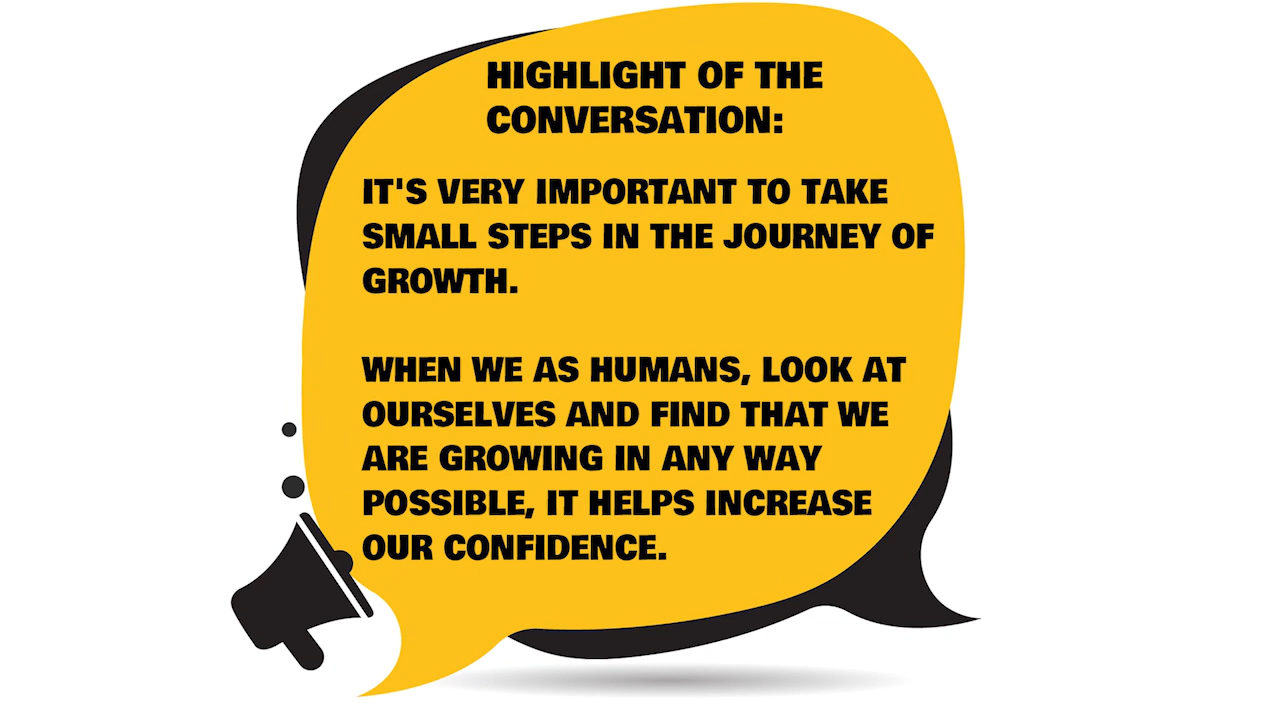 HIGHLIGHT OF THE
CONVERSATION:
IT'S VERY IMPORTANT TO TAKE
SMALL STEPS IN THE JOURNEY OF
GROWTH.
WHEN WE AS HUMANS, LOOK AT
OURSELVES AND FIND THAT WE
ARE GROWING IN ANY WAY
POSSIBLE, IT HELPS INCREASE
OUR CONFIDENCE.